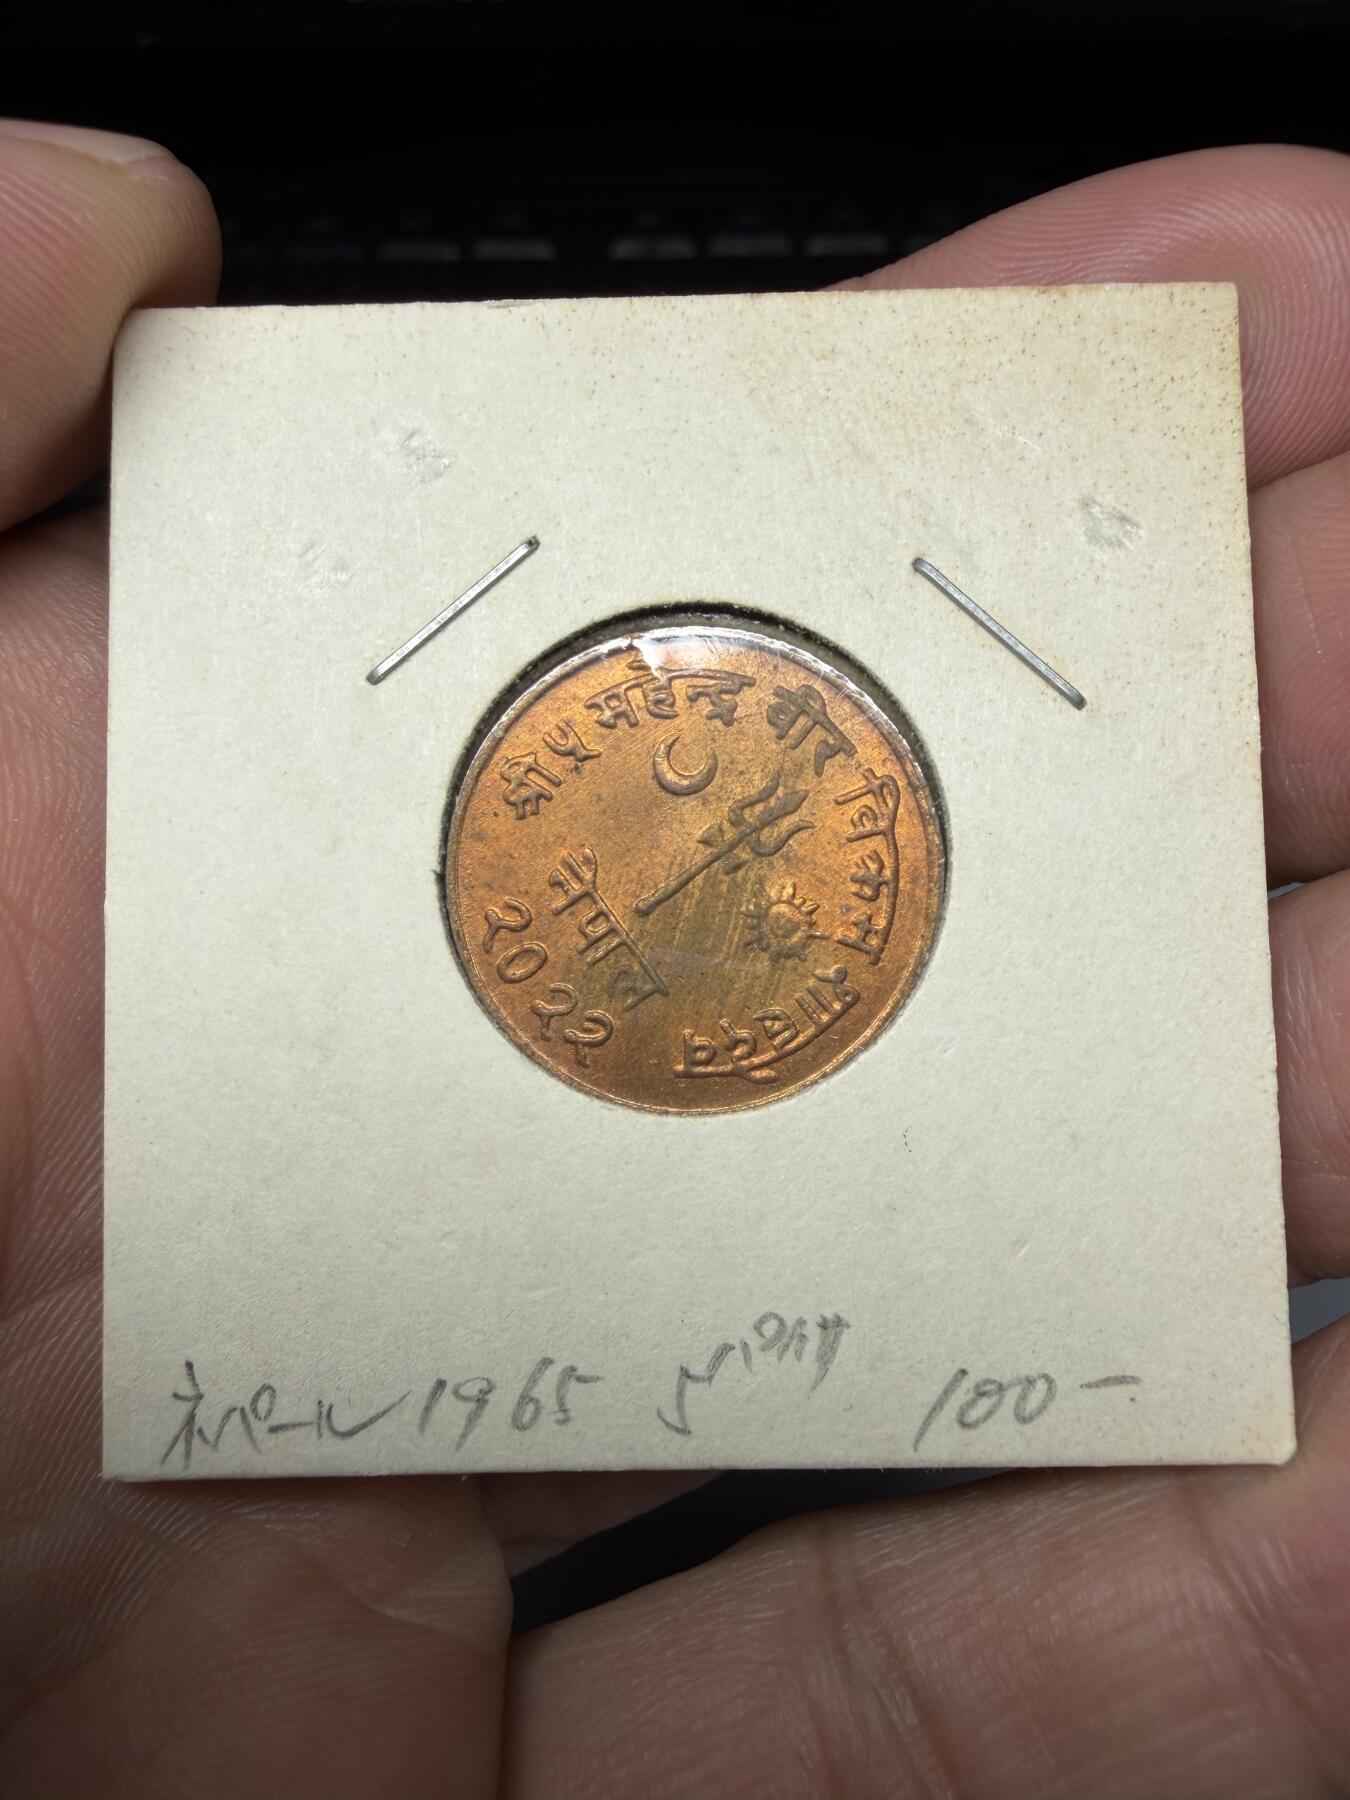 श्री ५ महेन्द्र वीर विक्रम शाहदेव
नेपाल
२०२२
ネパール 1965 5パイサ 100-